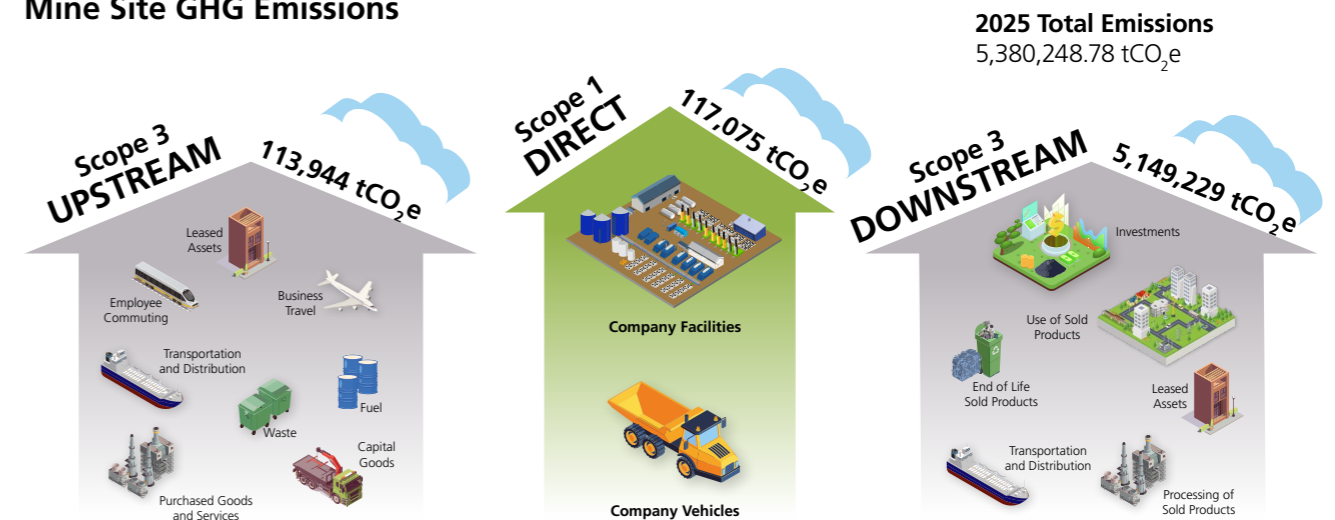 Mine Site GHG Emissions
2025 Total Emissions
5,380,248.78 tCO2e
Scope 3
UPSTREAM
113,944 tCO2e
Leased
Assets
Employee
Commuting
Business
Travel
Transportation
and Distribution
Fuel
Waste
Capital
Goods
Purchased Goods
and Services
Scope 1
DIRECT
117,075 tCO2e
Company Facilities
Company Vehicles
Scope 3
DOWNSTREAM
5,149,229 tCO2e
Investments
Use of Sold
Products
End of Life
Sold Products
Leased
Assets
Transportation
and Distribution
Processing of
Sold Products